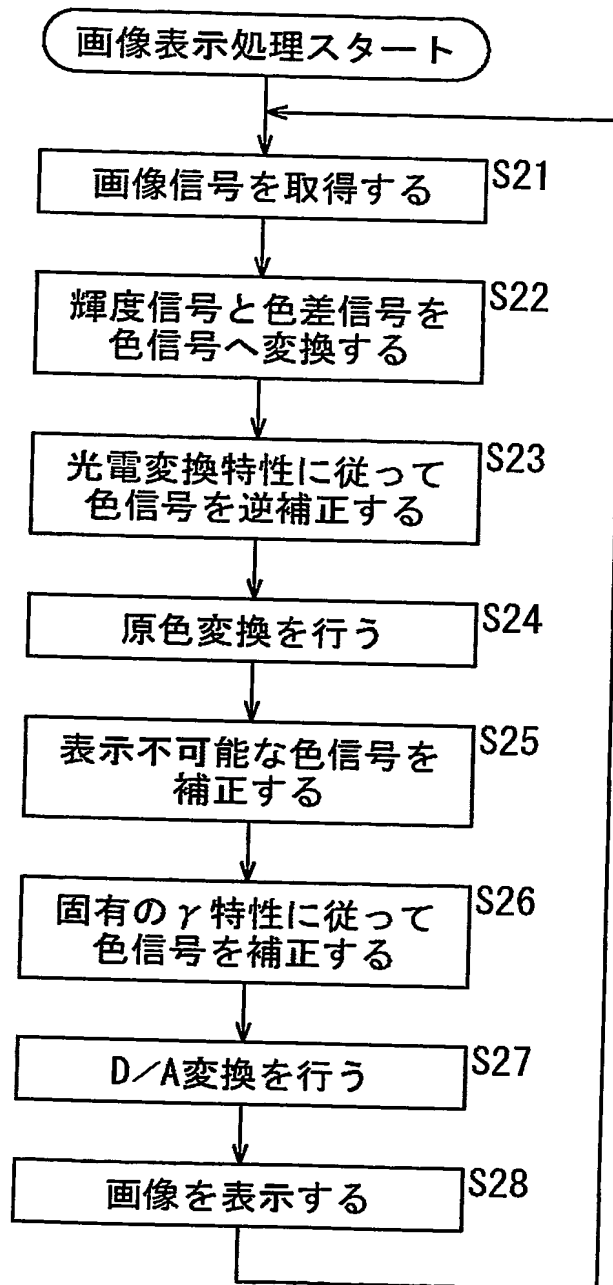 画像表示処理スタート
画像信号を取得する
S21
輝度信号と色差信号を
色信号へ変換する
S22
光電変換特性に従って
色信号を逆補正する
S23
原色変換を行う
S24
表示不可能な色信号を
補正する
S25
固有のγ特性に従って
色信号を補正する
S26
D/A変換を行う
S27
画像を表示する
S28